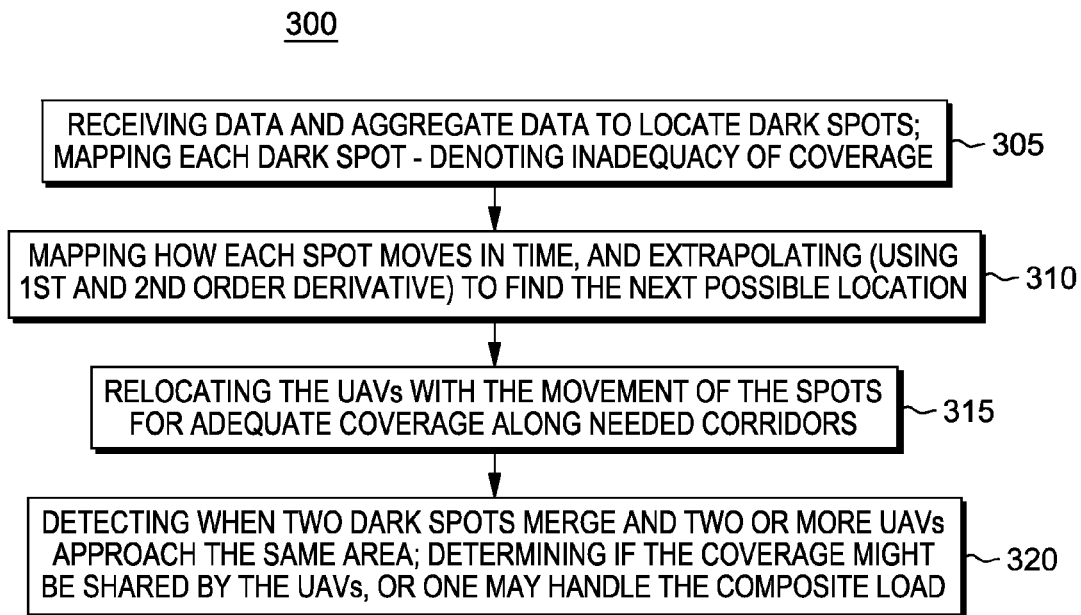 300
RECEIVING DATA AND AGGREGATE DATA TO LOCATE DARK SPOTS;
MAPPING EACH DARK SPOT - DENOTING INADEQUACY OF COVERAGE
305
MAPPING HOW EACH SPOT MOVES IN TIME, AND EXTRAPOLATING (USING
1ST AND 2ND ORDER DERIVATIVE) TO FIND THE NEXT POSSIBLE LOCATION
310
RELOCATING THE UAVs WITH THE MOVEMENT OF THE SPOTS
FOR ADEQUATE COVERAGE ALONG NEEDED CORRIDORS
315
DETECTING WHEN TWO DARK SPOTS MERGE AND TWO OR MORE UAVs
APPROACH THE SAME AREA; DETERMINING IF THE COVERAGE MIGHT
BE SHARED BY THE UAVs, OR ONE MAY HANDLE THE COMPOSITE LOAD
320